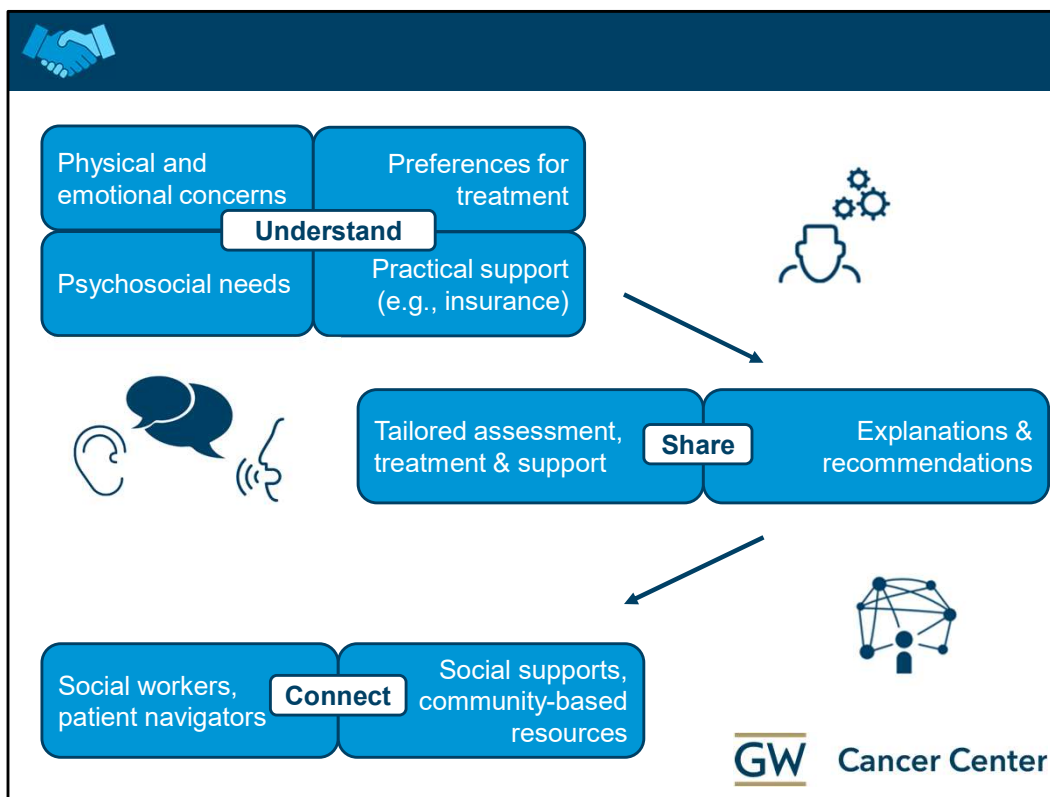 Physical and
emotional concerns
Preferences for
treatment
Understand
Psychosocial needs
Practical support
(e.g., insurance)
Tailored assessment,
treatment & support
Share
Explanations &
recommendations
Social workers,
patient navigators
Connect
Social supports,
community-based
resources
GW Cancer Center